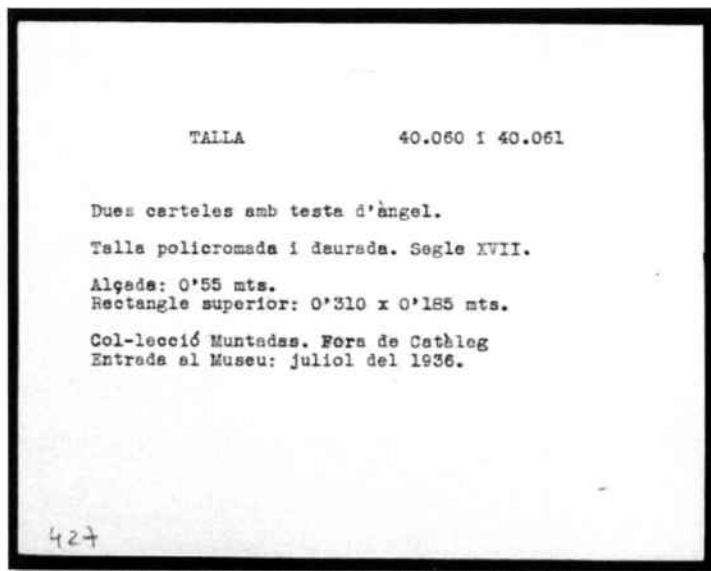 TALLA 40.060 i 40.061
Dues carteles amb testa d'àngel.
Talla policromada i daurada. Segle XVII.
Alçada: 0'55 mts.
Rectangle superior: 0'310 x 0'185 mts.
Col-lecció Muntadas. Fora de Catàleg
Entrada al Museu: juliol del 1936.
427